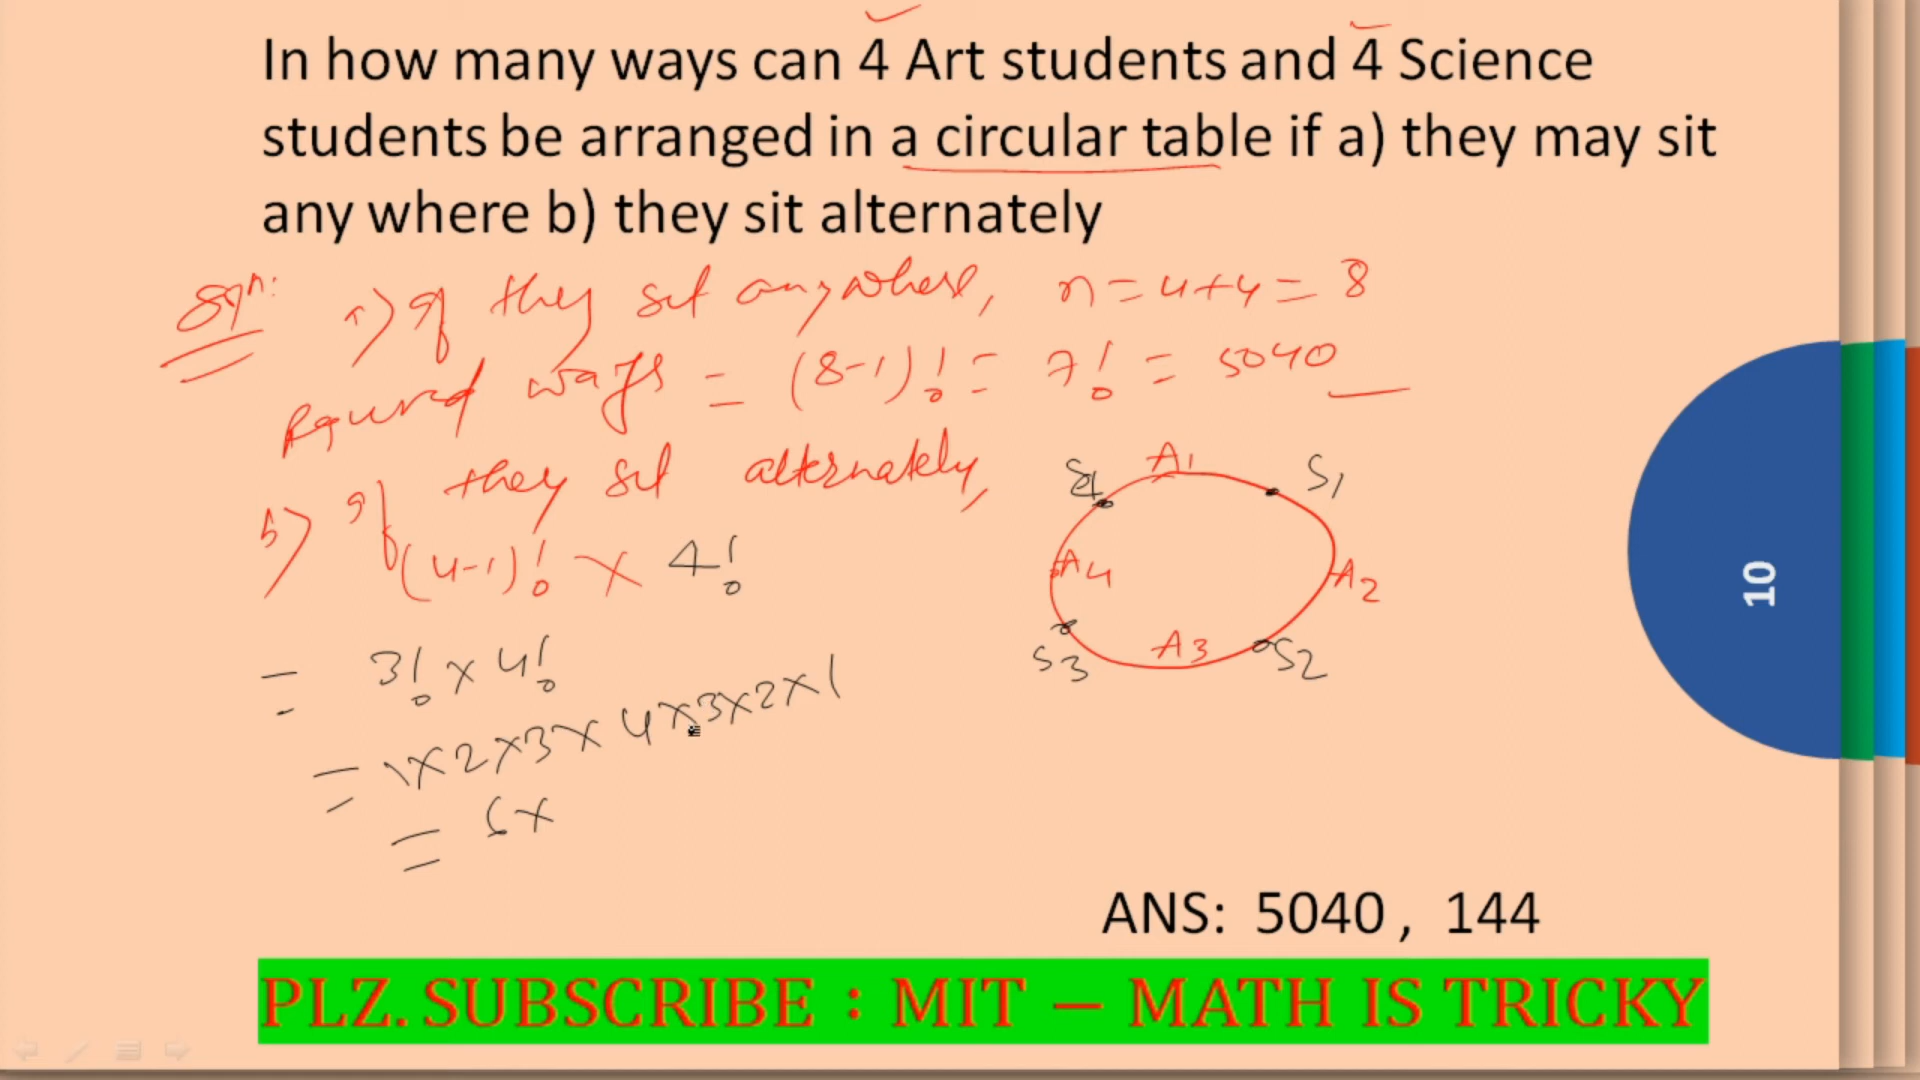 In how many ways can 4 Art students and 4 Science
students be arranged in a circular table if a) they may sit
any where b) they sit alternately
Solⁿ: a) If they sit anywhere, n = 4+4 = 8
Required ways = (8-1)! = 7! = 5040
b) If they sit alternately,
(4-1)! × 4!
= 3! × 4!
= 1×2×3× 4×3×2×1
= 6×
A1
S1
A2
S2
A3
S3
A4
S4
10
ANS: 5040 , 144
PLZ. SUBSCRIBE : MIT – MATH IS TRICKY